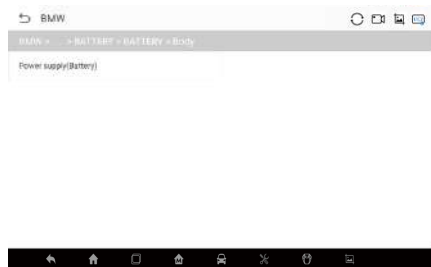 BMW
BMW > ... > BATTERY > BATTERY > Body
Power supply(Battery)